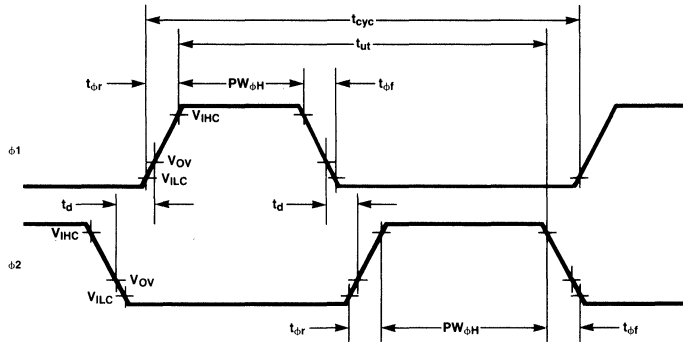 tcyc
tut
tϕr
PWϕH
tϕf
VIHC
ϕ1
VOV
VILC
td
td
VIHC
ϕ2
VOV
VILC
tϕr
PWϕH
tϕf